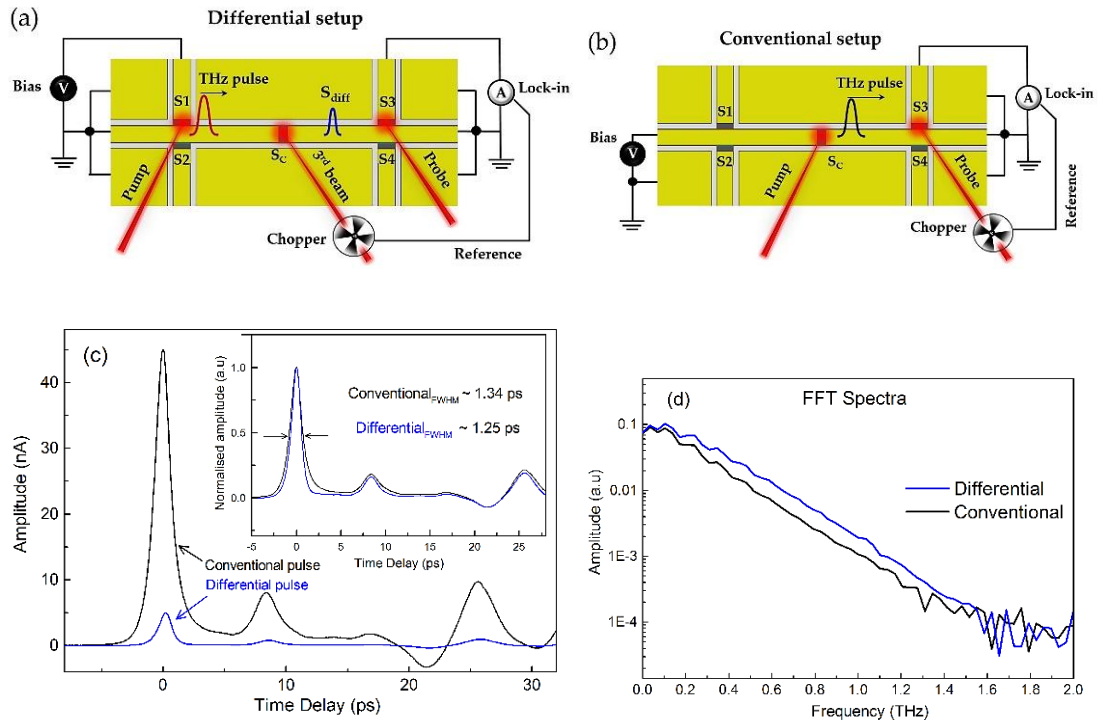 (a)
Differential setup
Bias
V
THz pulse
S1
S_diff
S3
A
Lock-in
S2
S_C
S4
Pump
3rd beam
Probe
Chopper
Reference
(b)
Conventional setup
THz pulse
S1
S3
A
Lock-in
Bias
V
S2
S_C
S4
Pump
Probe
Chopper
Reference
(c)
Amplitude (nA)
40
30
20
10
0
0
10
20
30
Time Delay (ps)
Conventional pulse
Differential pulse
Normalised amplitude (a.u)
1.0
0.5
0.0
-5
0
5
10
15
20
25
Time Delay (ps)
Conventional_FWHM ~ 1.34 ps
Differential_FWHM ~ 1.25 ps
(d)
FFT Spectra
Differential
Conventional
Amplitude (a.u)
0.1
0.01
1E-3
1E-4
0.0
0.2
0.4
0.6
0.8
1.0
1.2
1.4
1.6
1.8
2.0
Frequency (THz)